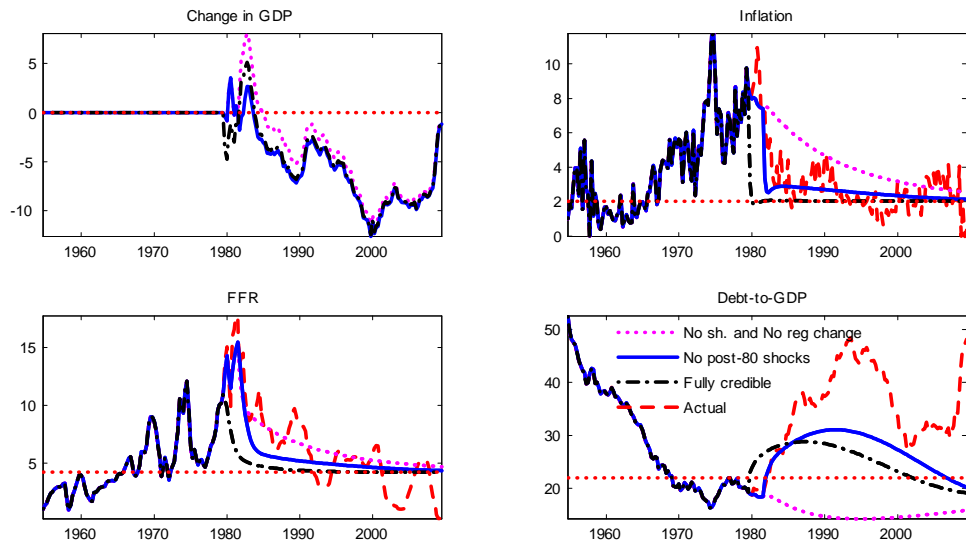 Change in GDP
5
0
-5
-10
1960 1970 1980 1990 2000
Inflation
10
8
6
4
2
0
1960 1970 1980 1990 2000
FFR
15
10
5
1960 1970 1980 1990 2000
Debt-to-GDP
50
40
30
20
No sh. and No reg change
No post-80 shocks
Fully credible
Actual
1960 1970 1980 1990 2000